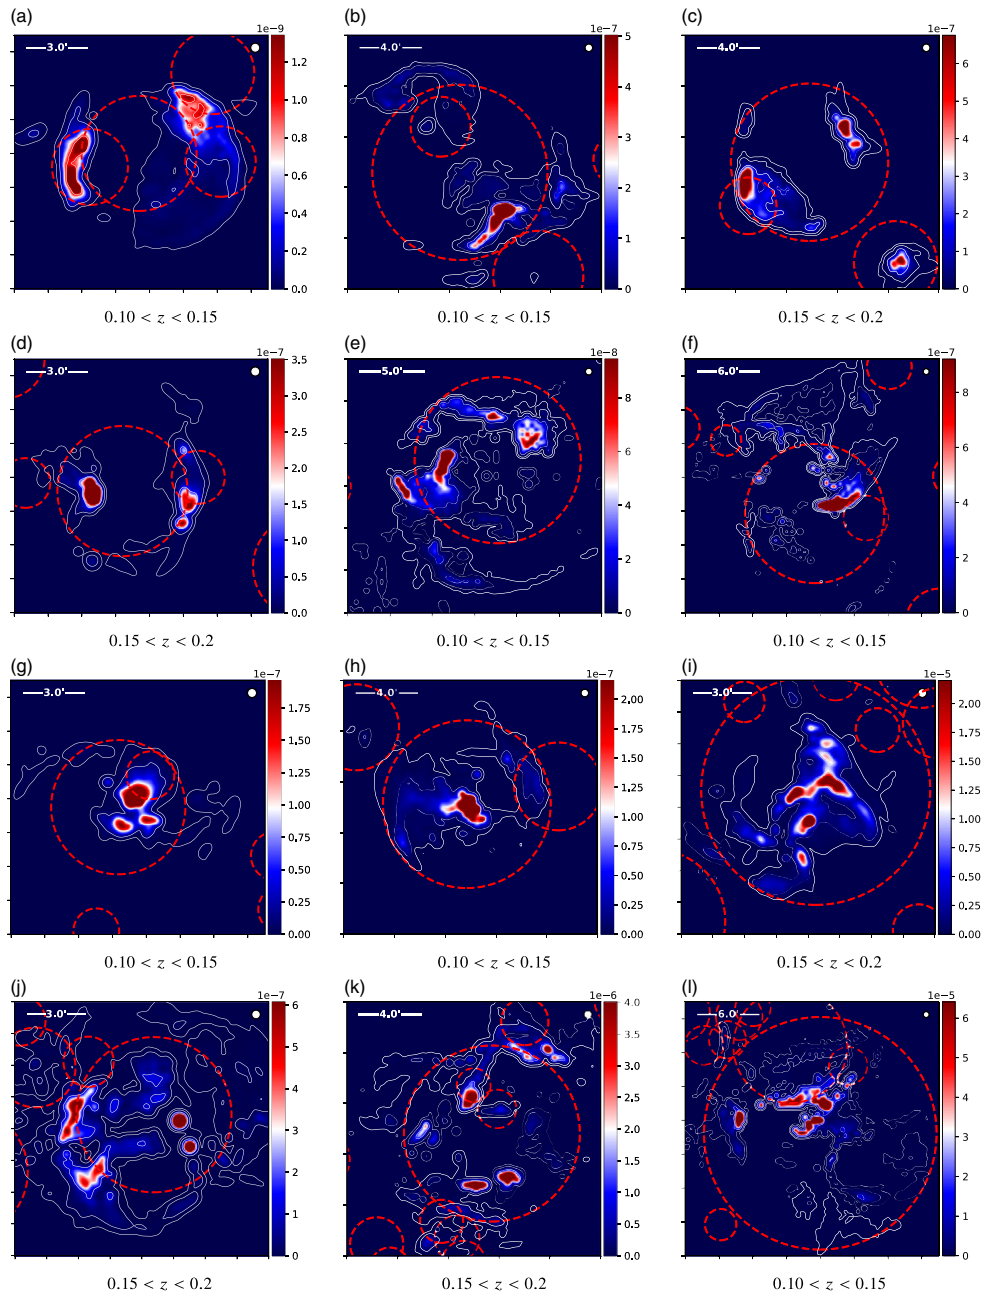 (a) (b) (c)
1e−9 1e−7 1e−7
3.0' 4.0' 4.0'
1.2 1.0 0.8 0.6 0.4 0.2 0.0
5 4 3 2 1 0
7 6 5 4 3 2 1 0
0.10 < z < 0.15 0.10 < z < 0.15 0.15 < z < 0.2
(d) (e) (f)
1e−7 1e−8 1e−7
3.0' 5.0' 6.0'
3.5 3.0 2.5 2.0 1.5 1.0 0.5 0.0
8 6 4 2 0
8 6 4 2 0
0.15 < z < 0.2 0.10 < z < 0.15 0.10 < z < 0.15
(g) (h) (i)
1e−7 1e−7 1e−5
3.0' 4.0' 3.0'
1.75 1.50 1.25 1.00 0.75 0.50 0.25 0.00
2.00 1.75 1.50 1.25 1.00 0.75 0.50 0.25 0.00
2.00 1.75 1.50 1.25 1.00 0.75 0.50 0.25 0.00
0.10 < z < 0.15 0.10 < z < 0.15 0.15 < z < 0.2
(j) (k) (l)
1e−7 1e−6 1e−5
3.0' 4.0' 6.0'
6 5 4 3 2 1 0
4.0 3.5 3.0 2.5 2.0 1.5 1.0 0.5 0.0
6 5 4 3 2 1 0
0.15 < z < 0.2 0.15 < z < 0.2 0.10 < z < 0.15